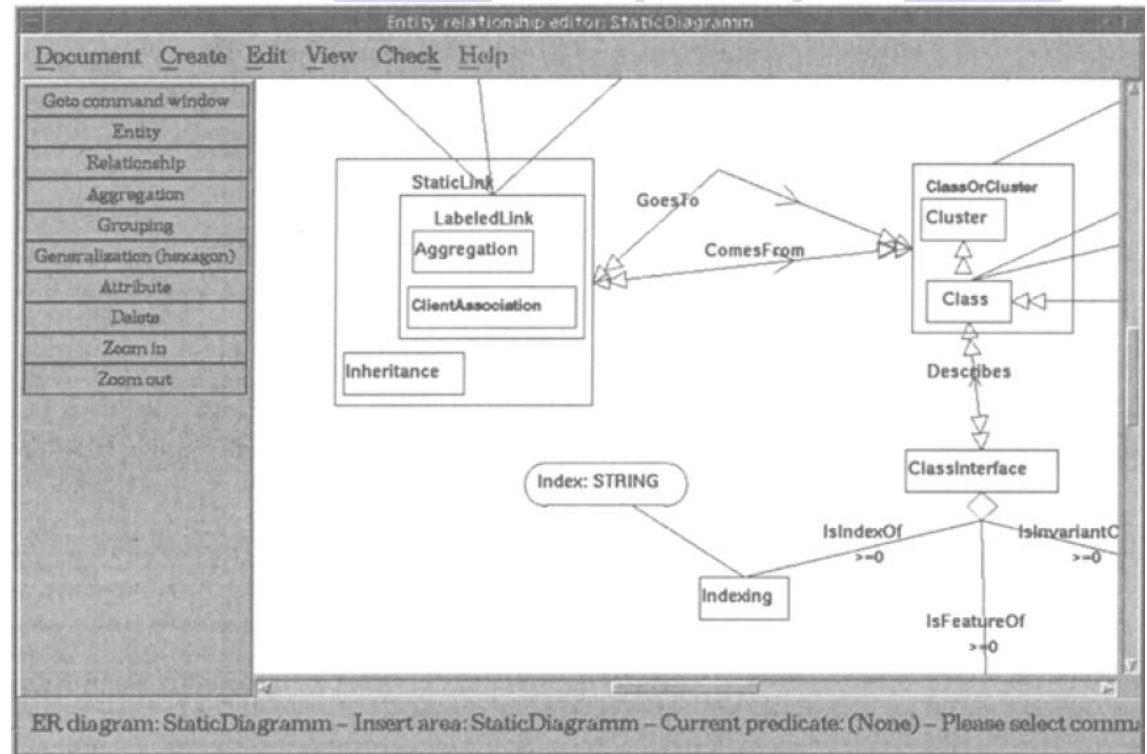 Entity relationship editor: StaticDiagramm
Document Create Edit View Check Help
Goto command window
Entity
Relationship
Aggregation
Grouping
Generalization (hexagon)
Attribute
Delete
Zoom in
Zoom out
StaticLink
LabeledLink
Aggregation
ClientAssociation
Inheritance
GoesTo
ComesFrom
ClassOrCluster
Cluster
Class
Describes
ClassInterface
Index: STRING
IsIndexOf
>=0
IsInvariantC
>=0
Indexing
IsFeatureOf
>=0
ER diagram: StaticDiagramm – Insert area: StaticDiagramm – Current predicate: (None) – Please select comma